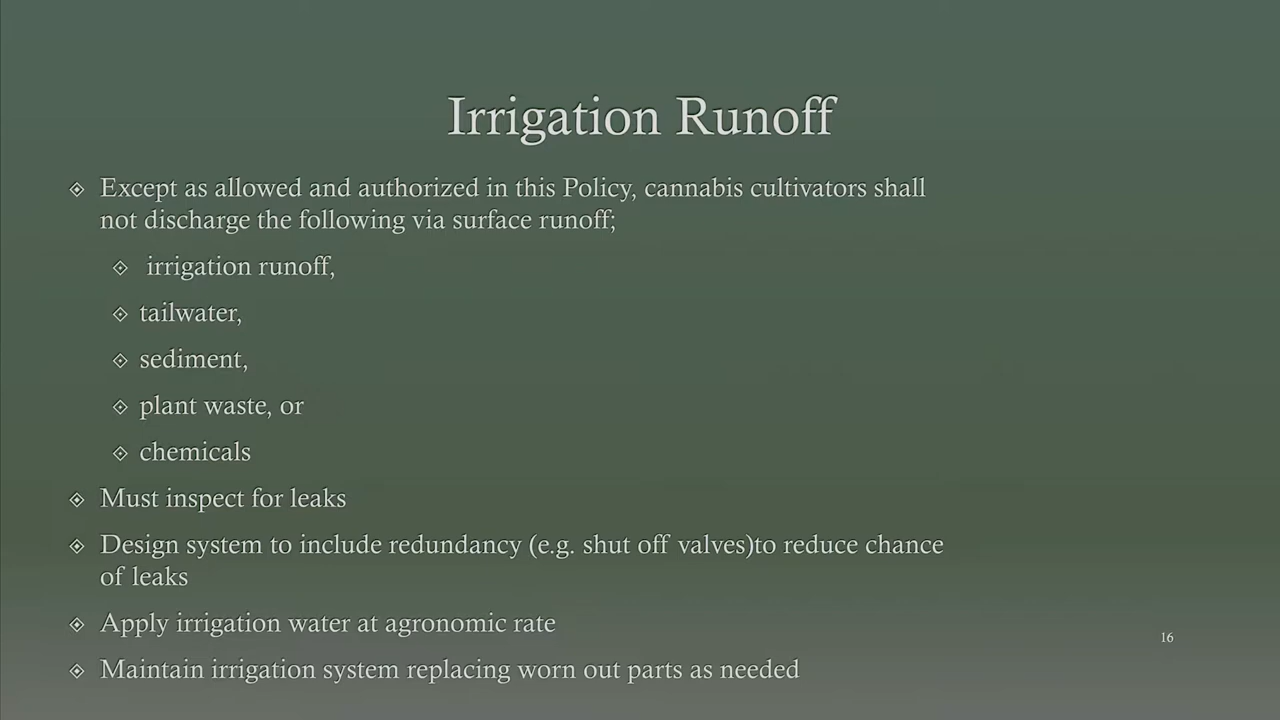 Irrigation Runoff
Except as allowed and authorized in this Policy, cannabis cultivators shall
not discharge the following via surface runoff;
irrigation runoff,
tailwater,
sediment,
plant waste, or
chemicals
Must inspect for leaks
Design system to include redundancy (e.g. shut off valves)to reduce chance
of leaks
Apply irrigation water at agronomic rate
16
Maintain irrigation system replacing worn out parts as needed